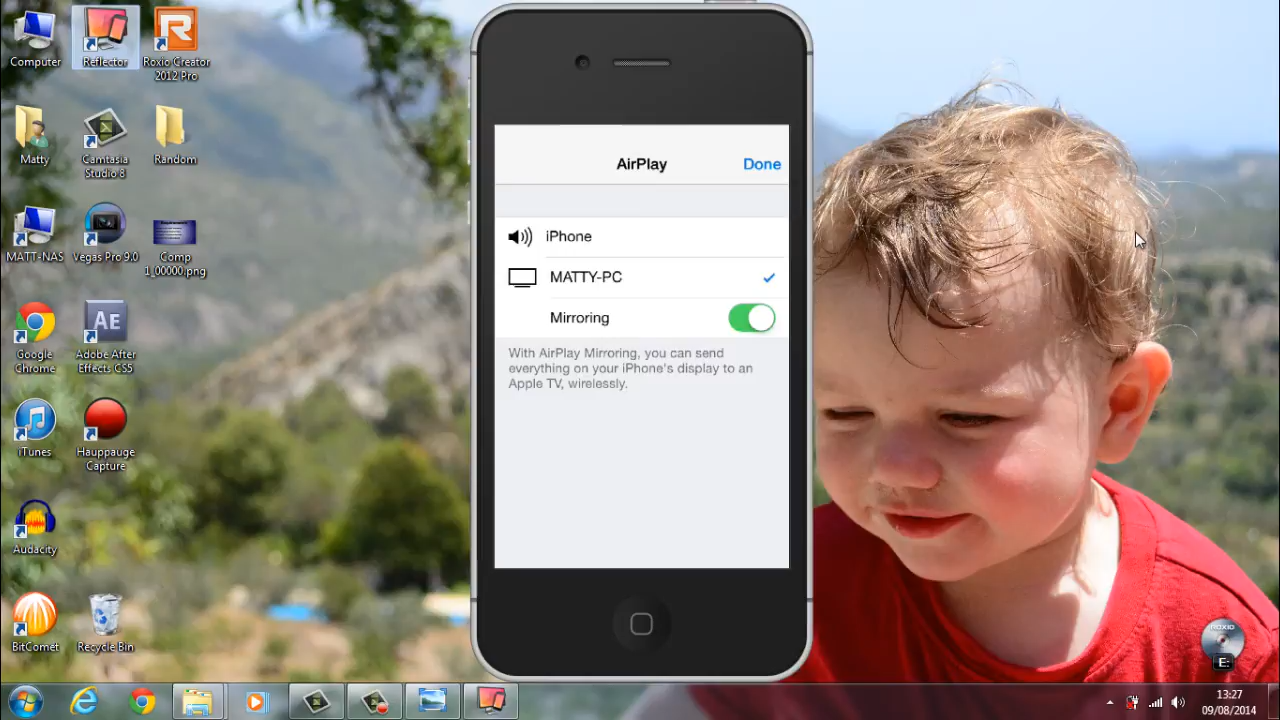 Computer
Reflector
Roxio Creator
2012 Pro
Matty
Camtasia
Studio 8
Random
MATT-NAS
Vegas Pro 9.0
Comp
1_00000.png
Google
Chrome
Adobe After
Effects CS5
iTunes
Hauppauge
Capture
Audacity
BitComet
Recycle Bin
AirPlay
Done
iPhone
MATTY-PC
Mirroring
With AirPlay Mirroring, you can send
everything on your iPhone's display to an
Apple TV, wirelessly.
AE
ROXIO
E:
13:27
09/08/2014